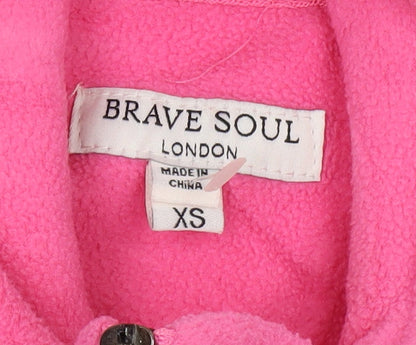 BRAVE SOUL
LONDON
MADE IN
CHINA
XS